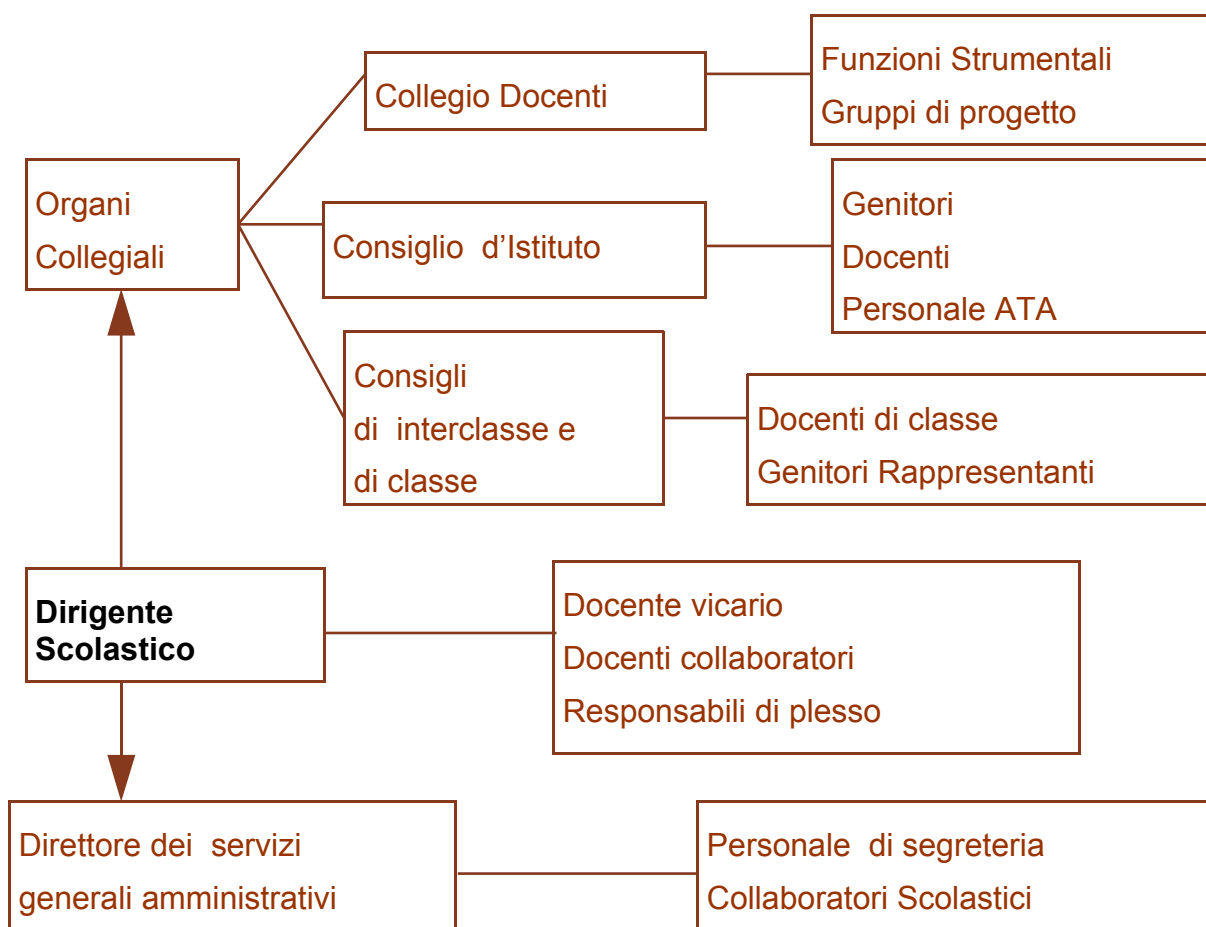 Funzioni Strumentali
Gruppi di progetto
Collegio Docenti
Organi
Collegiali
Consiglio d’Istituto
Genitori
Docenti
Personale ATA
Consigli
di interclasse e
di classe
Docenti di classe
Genitori Rappresentanti
Dirigente
Scolastico
Docente vicario
Docenti collaboratori
Responsabili di plesso
Direttore dei servizi
generali amministrativi
Personale di segreteria
Collaboratori Scolastici